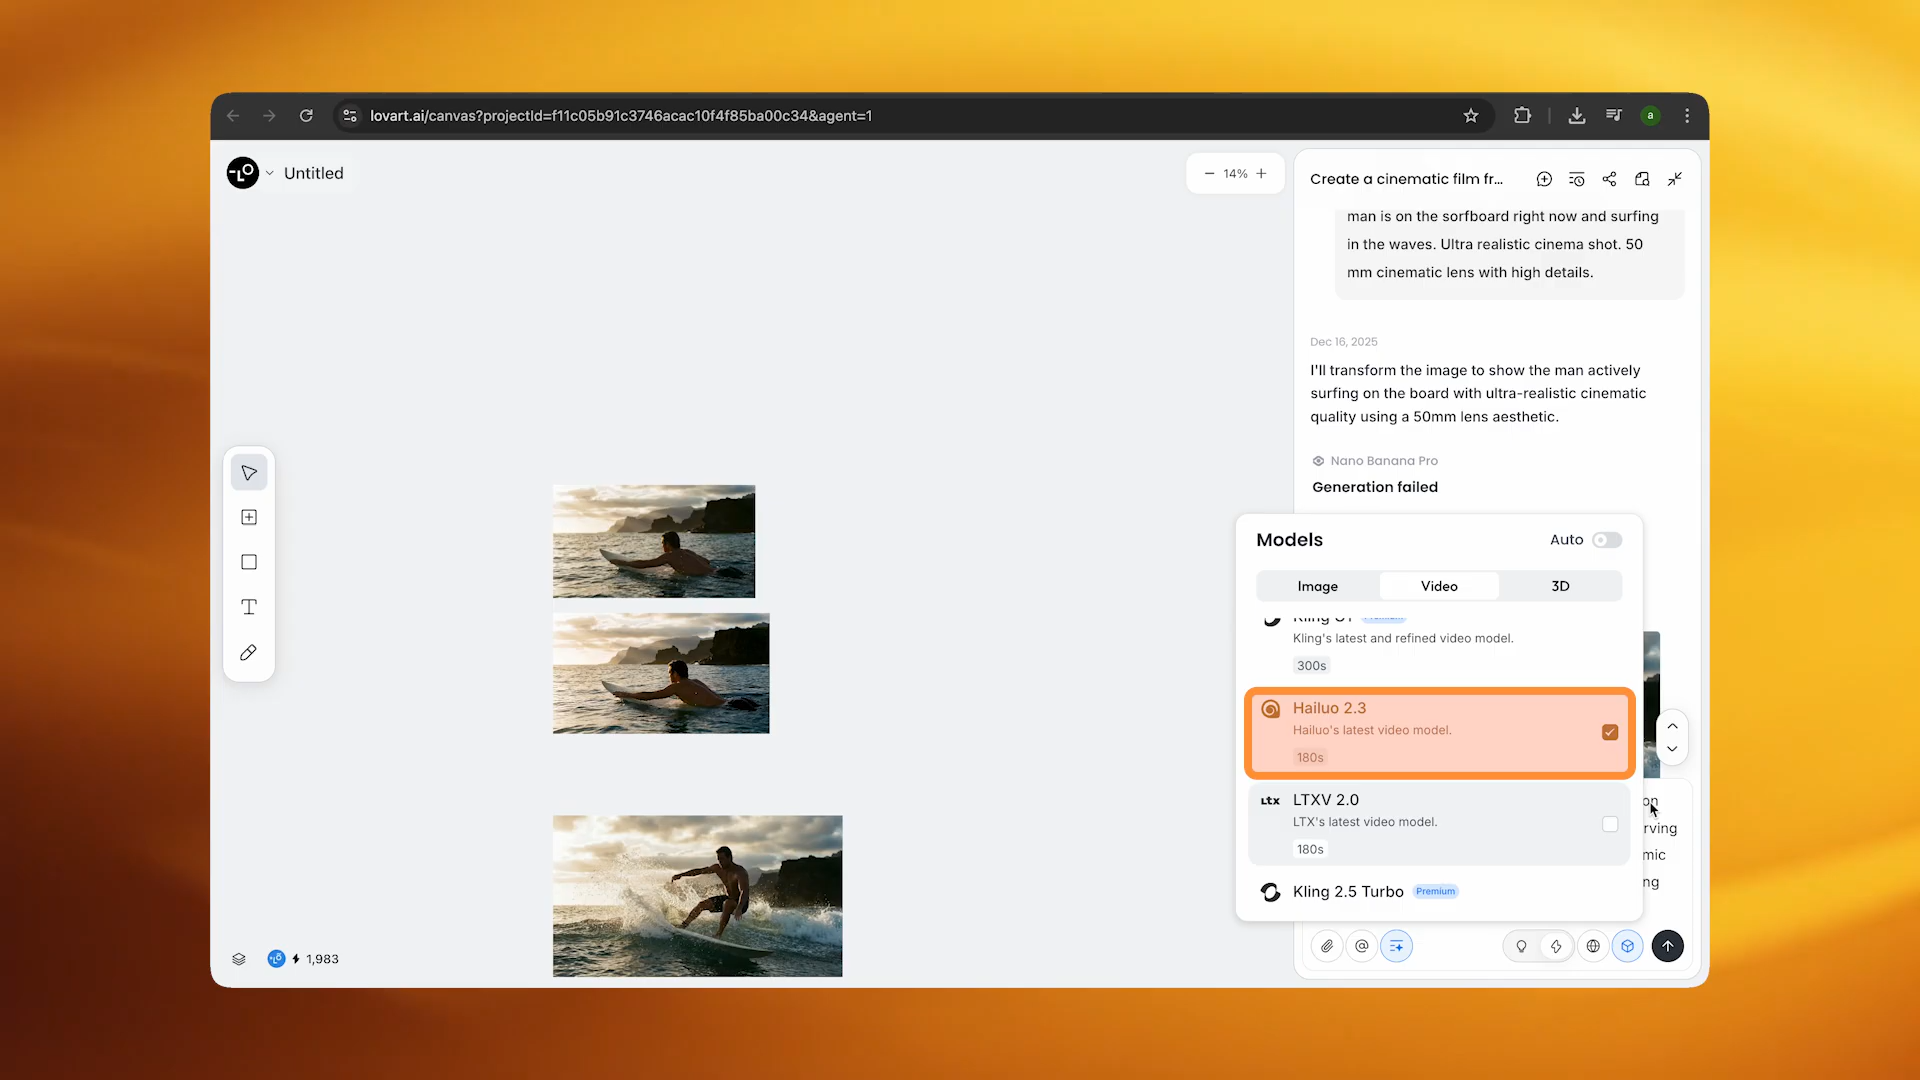 lovart.ai/canvas?projectId=f11c05b91c3746acac10f4f85ba00c34&agent=1
a
Untitled
14%
Create a cinematic film fr...
man is on the sorfboard right now and surfing
in the waves. Ultra realistic cinema shot. 50
mm cinematic lens with high details.
Dec 16, 2025
I'll transform the image to show the man actively
surfing on the board with ultra-realistic cinematic
quality using a 50mm lens aesthetic.
Nano Banana Pro
Generation failed
Models
Auto
Image
Video
3D
Kling's latest and refined video model.
300s
Hailuo 2.3
Hailuo's latest video model.
180s
LTX
LTXV 2.0
LTX's latest video model.
180s
Kling 2.5 Turbo Premium
on
rving
mic
ng
1,983